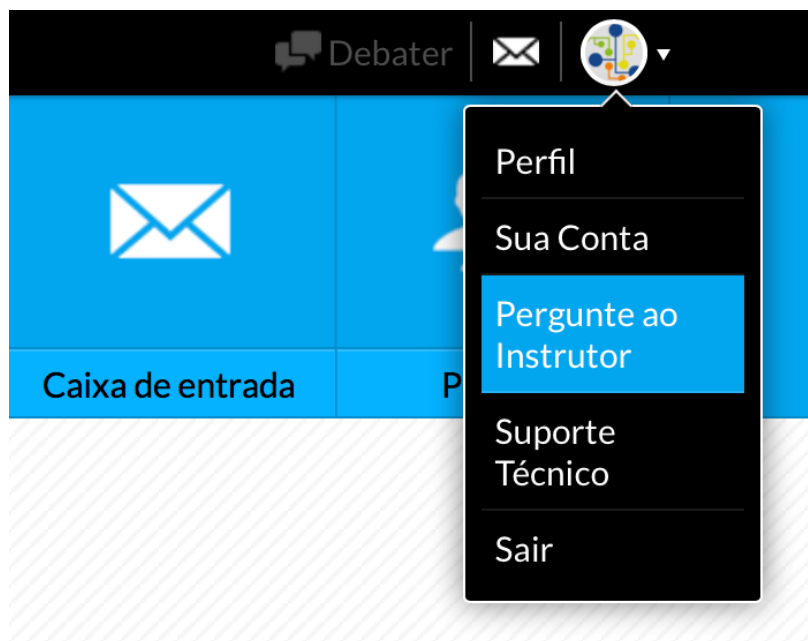 Debater
Perfil
Sua Conta
Pergunte ao
Instrutor
Suporte
Técnico
Sair
Caixa de entrada
P